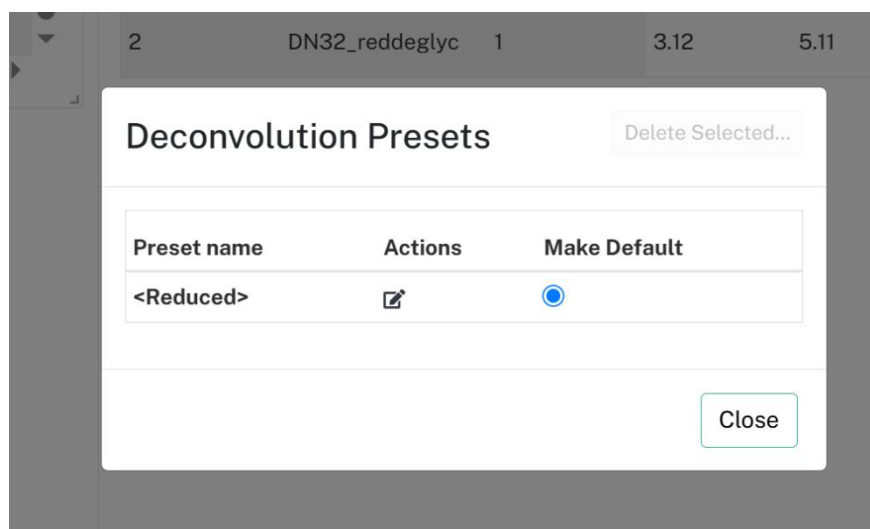 2 DN32_reddeglyc 1 3.12 5.11
Deconvolution Presets Delete Selected...
Preset name Actions Make Default
<Reduced>
Close